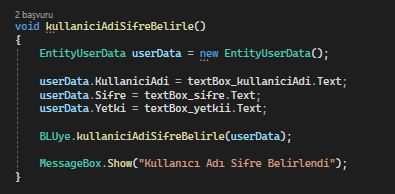 2 başvuru
void kullaniciAdiSifreBelirle()
{
EntityUserData userData = new EntityUserData();
userData.KullaniciAdi = textBox_kullaniciAdi.Text;
userData.Sifre = textBox_sifre.Text;
userData.Yetki = textBox_yetkii.Text;
BLUye.kullaniciAdiSifreBelirle(userData);
MessageBox.Show("Kullanıcı Adı Sifre Belirlendi");
}